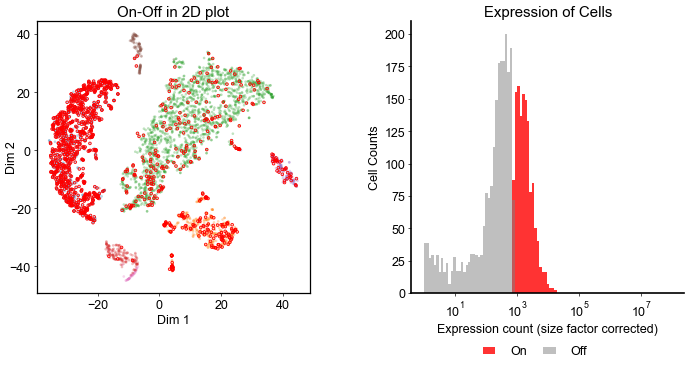 On-Off in 2D plot
40
20
0
−20
−40
Dim 2
−20
0
20
40
Dim 1
Expression of Cells
200
175
150
125
100
75
50
25
0
Cell Counts
10^1
10^3
10^5
10^7
Expression count (size factor corrected)
On
Off